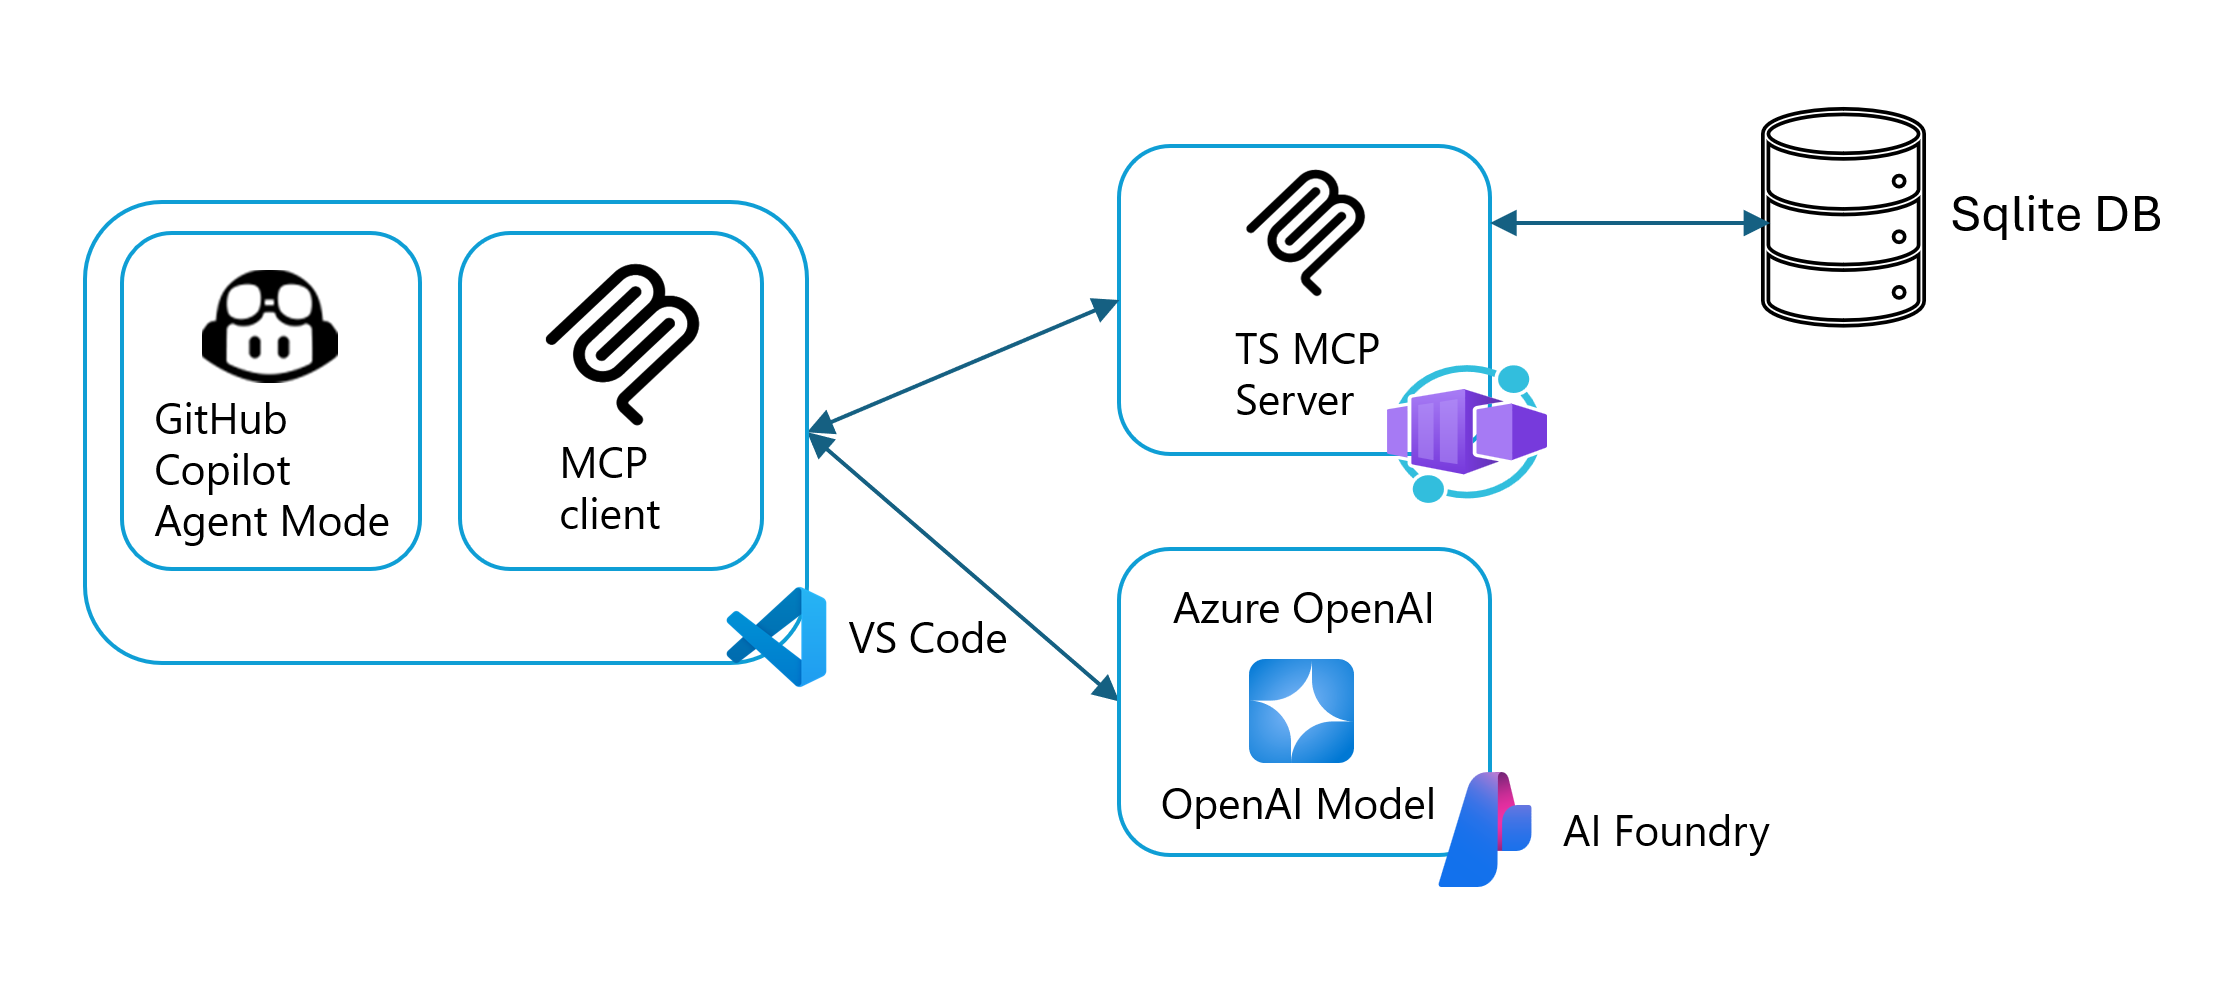 GitHub
Copilot
Agent Mode
MCP
client
VS Code
TS MCP
Server
Sqlite DB
Azure OpenAI
OpenAI Model
AI Foundry